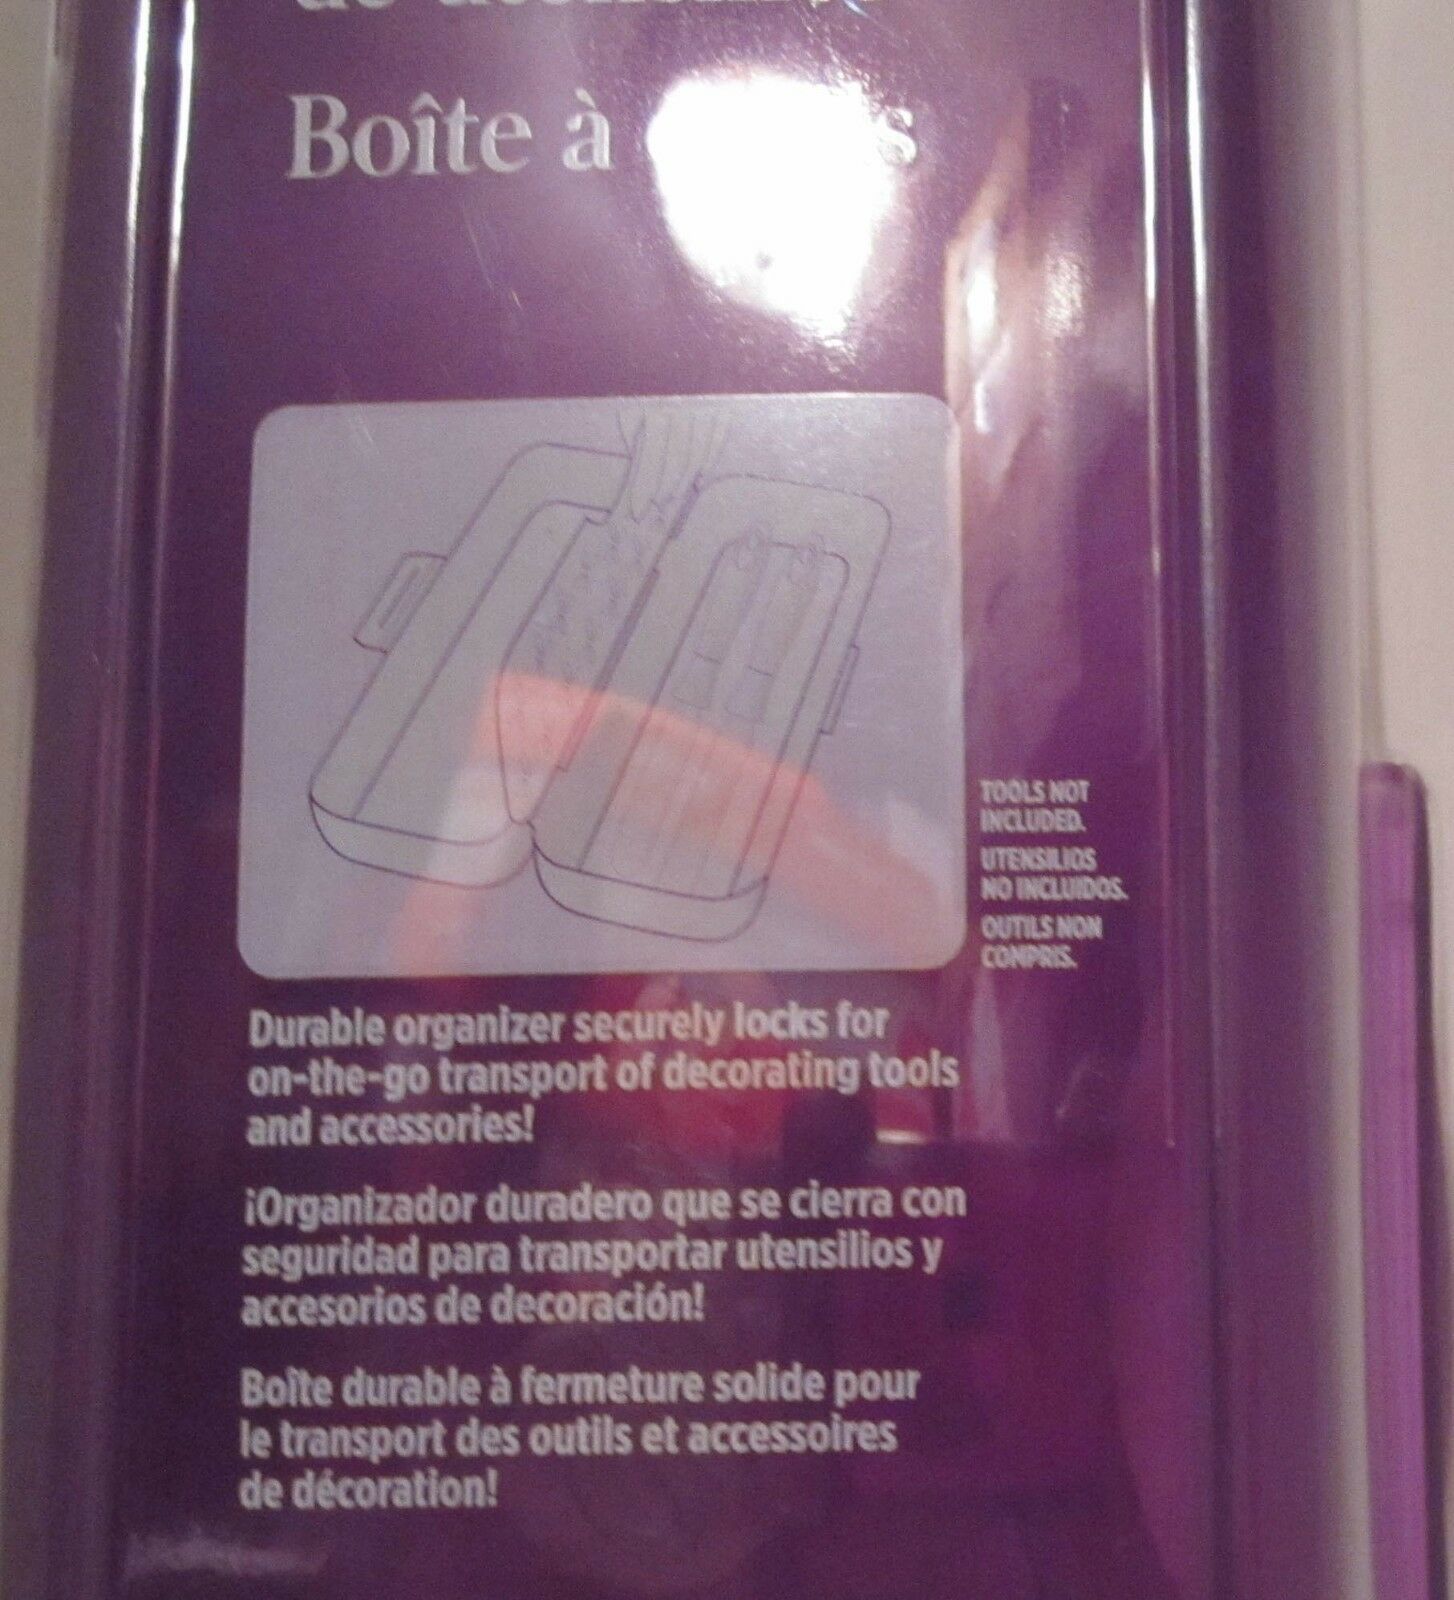 de
Boîte à
TOOLS NOT
INCLUDED.
UTENSILIOS
NO INCLUIDOS.
OUTILS NON
COMPRIS.
Durable organizer securely locks for
on-the-go transport of decorating tools
and accessories!
¡Organizador duradero que se cierra con
seguridad para transportar utensilios y
accesorios de decoración!
Boîte durable à fermeture solide pour
le transport des outils et accessoires
de décoration!